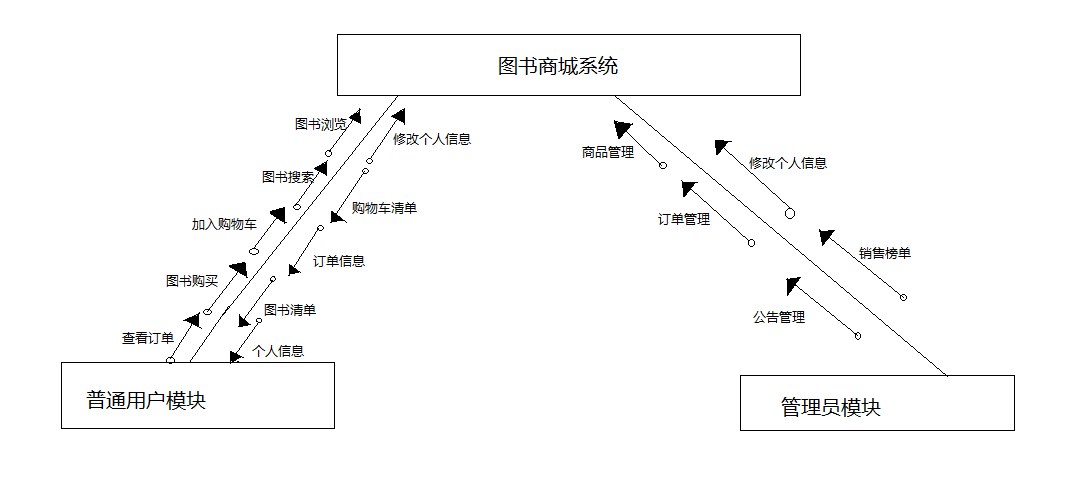 图书商城系统
图书浏览
修改个人信息
图书搜索
购物车清单
加入购物车
订单信息
图书购买
图书清单
查看订单
个人信息
商品管理
修改个人信息
订单管理
销售榜单
公告管理
普通用户模块
管理员模块